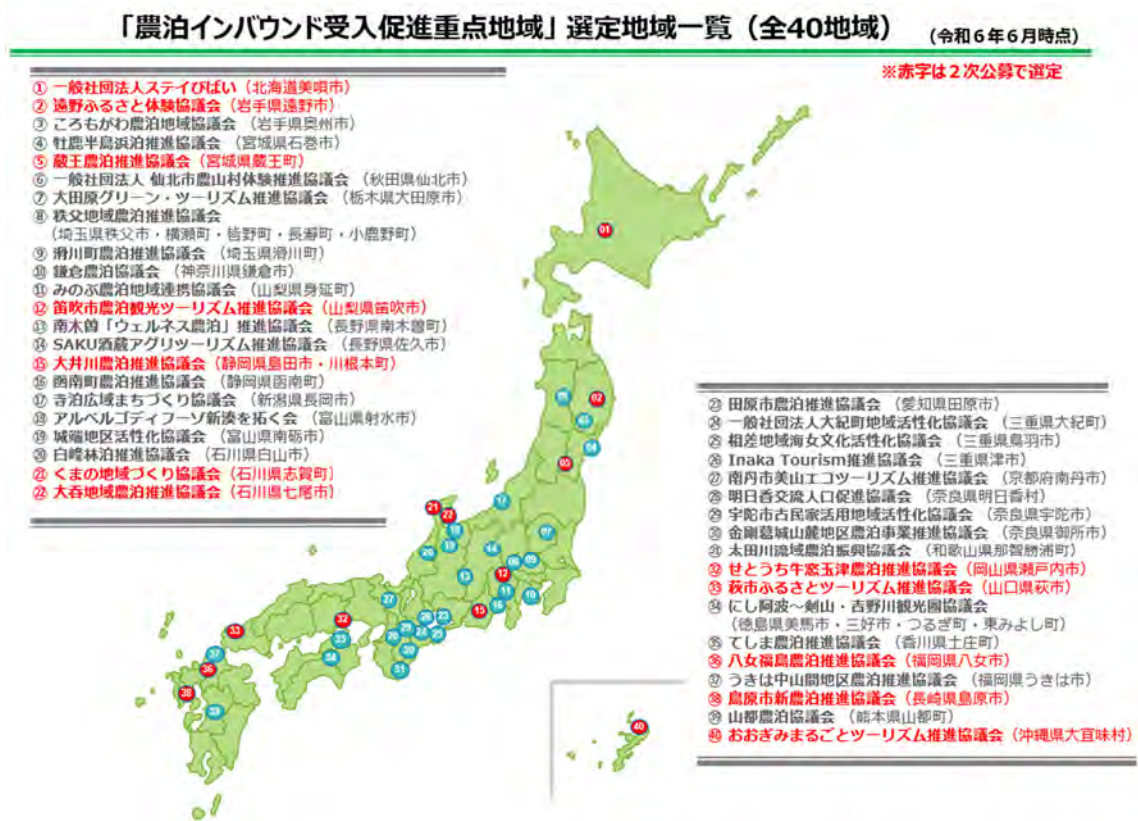 「農泊インバウンド受入促進重点地域」選定地域一覧（全40地域） （令和６年６月時点）
※赤字は２次公募で選定
① 一般社団法人ステイびばい（北海道美唄市）
② 遠野ふるさと体験協議会（岩手県遠野市）
③ ころもがわ農泊地域協議会（岩手県奥州市）
④ 牡鹿半島浜泊推進協議会（宮城県石巻市）
⑤ 蔵王農泊推進協議会（宮城県蔵王町）
⑥ 一般社団法人 仙北市農山村体験推進協議会（秋田県仙北市）
⑦ 大田原グリーン・ツーリズム推進協議会（栃木県大田原市）
⑧ 秩父地域農泊推進協議会
（埼玉県秩父市・横瀬町・皆野町・長瀞町・小鹿野町）
⑨ 滑川町農泊推進協議会（埼玉県滑川町）
⑩ 鎌倉農泊協議会（神奈川県鎌倉市）
⑪ みのぶ農泊地域連携協議会（山梨県身延町）
⑫ 笛吹市農泊観光ツーリズム推進協議会（山梨県笛吹市）
⑬ 南木曽「ウェルネス農泊」推進協議会（長野県南木曽町）
⑭ SAKU酒蔵アグリツーリズム推進協議会（長野県佐久市）
⑮ 大井川農泊推進協議会（静岡県島田市・川根本町）
⑯ 函南町農泊推進協議会（静岡県函南町）
⑰ 寺泊広域まちづくり協議会（新潟県長岡市）
⑱ アルベルゴディフーゾ新湊を拓く会（富山県射水市）
⑲ 城端地区活性化協議会（富山県南砺市）
⑳ 白峰林泊推進協議会（石川県白山市）
㉑ くまの地域づくり協議会（石川県志賀町）
㉒ 大呑地域農泊推進協議会（石川県七尾市）
㉓ 田原市農泊推進協議会（愛知県田原市）
㉔ 一般社団法人大紀町地域活性化協議会（三重県大紀町）
㉕ 相差地域海女文化活性化協議会（三重県鳥羽市）
㉖ Inaka Tourism推進協議会（三重県津市）
㉗ 南丹市美山エコツーリズム推進協議会（京都府南丹市）
㉘ 明日香交流人口促進協議会（奈良県明日香村）
㉙ 宇陀市古民家活用地域活性化協議会（奈良県宇陀市）
㉚ 金剛葛城山麓地区農泊事業推進協議会（奈良県御所市）
㉛ 太田川流域農泊振興協議会（和歌山県那智勝浦町）
㉜ せとうち牛窓玉津農泊推進協議会（岡山県瀬戸内市）
㉝ 萩市ふるさとツーリズム推進協議会（山口県萩市）
㉞ にし阿波～剣山・吉野川観光圏協議会
（徳島県美馬市・三好市・つるぎ町・東みよし町）
㉟ てしま農泊推進協議会（香川県土庄町）
㊱ 八女福島農泊推進協議会（福岡県八女市）
㊲ うきは中山間地区農泊推進協議会（福岡県うきは市）
㊳ 島原市新農泊推進協議会（長崎県島原市）
㊴ 山都農泊協議会（熊本県山都町）
㊵ おおぎみまるごとツーリズム推進協議会（沖縄県大宜味村）